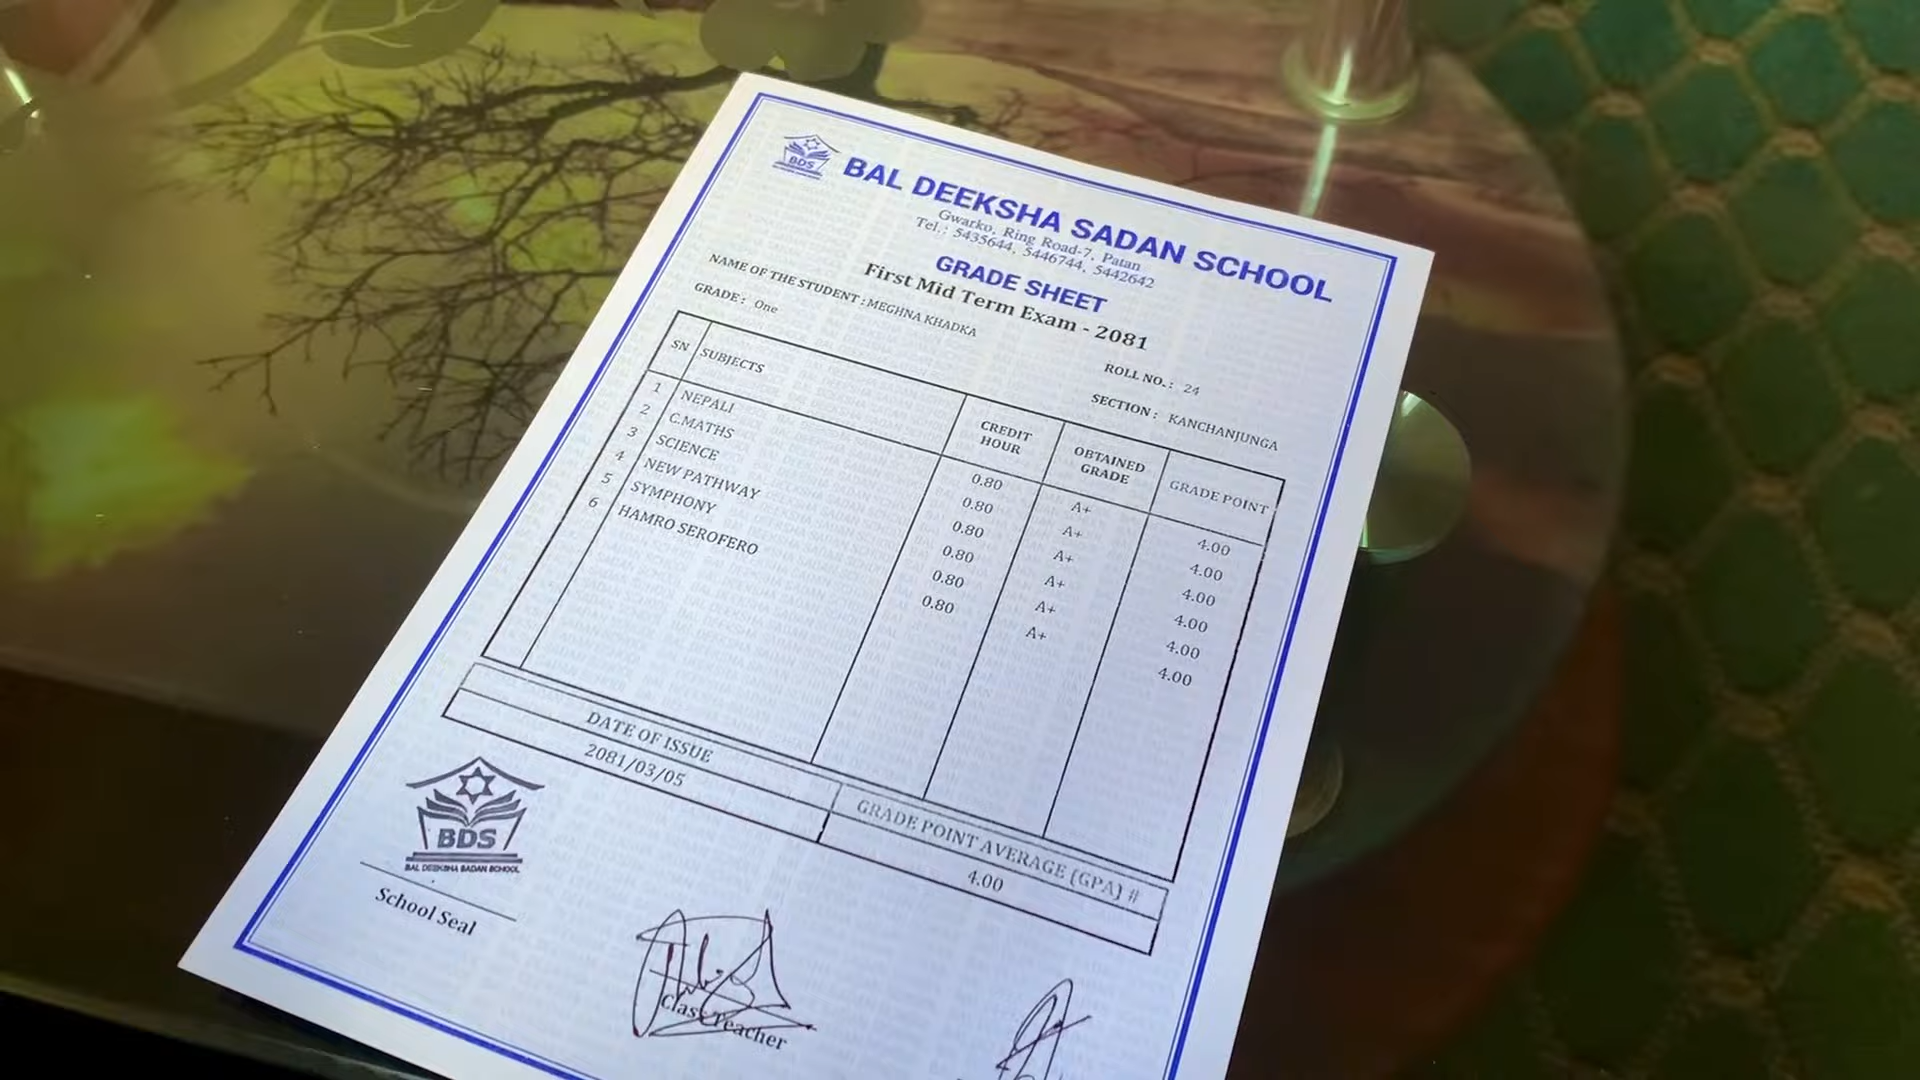 BDS
BAL DEEKSHA SADAN SCHOOL
Gwarko, Ring Road-7, Patan
Tel.: 5435644, 5446744, 5442642
GRADE SHEET
First Mid Term Exam - 2081
NAME OF THE STUDENT : MEGHNA KHADKA
ROLL NO. : 24
GRADE : One
SECTION : KANCHANJUNGA
SN SUBJECTS CREDIT HOUR OBTAINED GRADE GRADE POINT
1 NEPALI 0.80 A+ 4.00
2 C.MATHS 0.80 A+ 4.00
3 SCIENCE 0.80 A+ 4.00
4 NEW PATHWAY 0.80 A+ 4.00
5 SYMPHONY 0.80 A+ 4.00
6 HAMRO SEROFERO 0.80 A+ 4.00
DATE OF ISSUE GRADE POINT AVERAGE (GPA) #
2081/03/05 4.00
BDS
BAL DEEKSHA SADAN SCHOOL
School Seal
Class Teacher